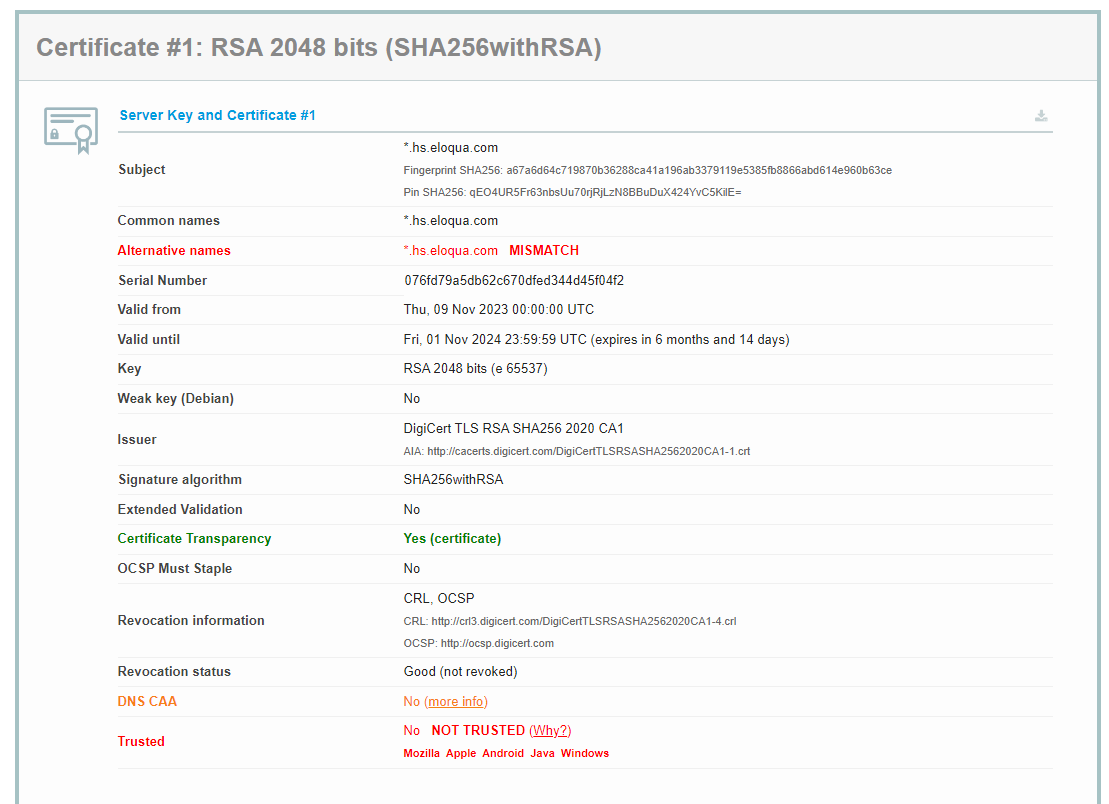 Certificate #1: RSA 2048 bits (SHA256withRSA)
Server Key and Certificate #1
Subject
*.hs.eloqua.com
Fingerprint SHA256: a67a6d64c719870b36288ca41a196ab3379119e5385fb8866abd614e960b63ce
Pin SHA256: qEO4UR5Fr63nbsUu70rjRjLzN8BBuDuX424YvC5KilE=
Common names *.hs.eloqua.com
Alternative names *.hs.eloqua.com MISMATCH
Serial Number 076fd79a5db62c670dfed344d45f04f2
Valid from Thu, 09 Nov 2023 00:00:00 UTC
Valid until Fri, 01 Nov 2024 23:59:59 UTC (expires in 6 months and 14 days)
Key RSA 2048 bits (e 65537)
Weak key (Debian) No
Issuer
DigiCert TLS RSA SHA256 2020 CA1
AIA: http://cacerts.digicert.com/DigiCertTLSRSASHA2562020CA1-1.crt
Signature algorithm SHA256withRSA
Extended Validation No
Certificate Transparency Yes (certificate)
OCSP Must Staple No
Revocation information
CRL, OCSP
CRL: http://crl3.digicert.com/DigiCertTLSRSASHA2562020CA1-4.crl
OCSP: http://ocsp.digicert.com
Revocation status Good (not revoked)
DNS CAA No (more info)
Trusted
No NOT TRUSTED (Why?)
Mozilla Apple Android Java Windows